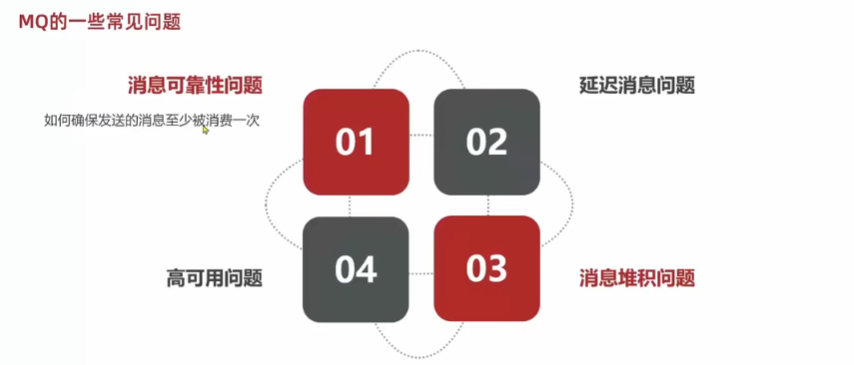 MQ的一些常见问题
消息可靠性问题
如何确保发送的消息至少被消费一次
01
02
延迟消息问题
高可用问题
04
03
消息堆积问题